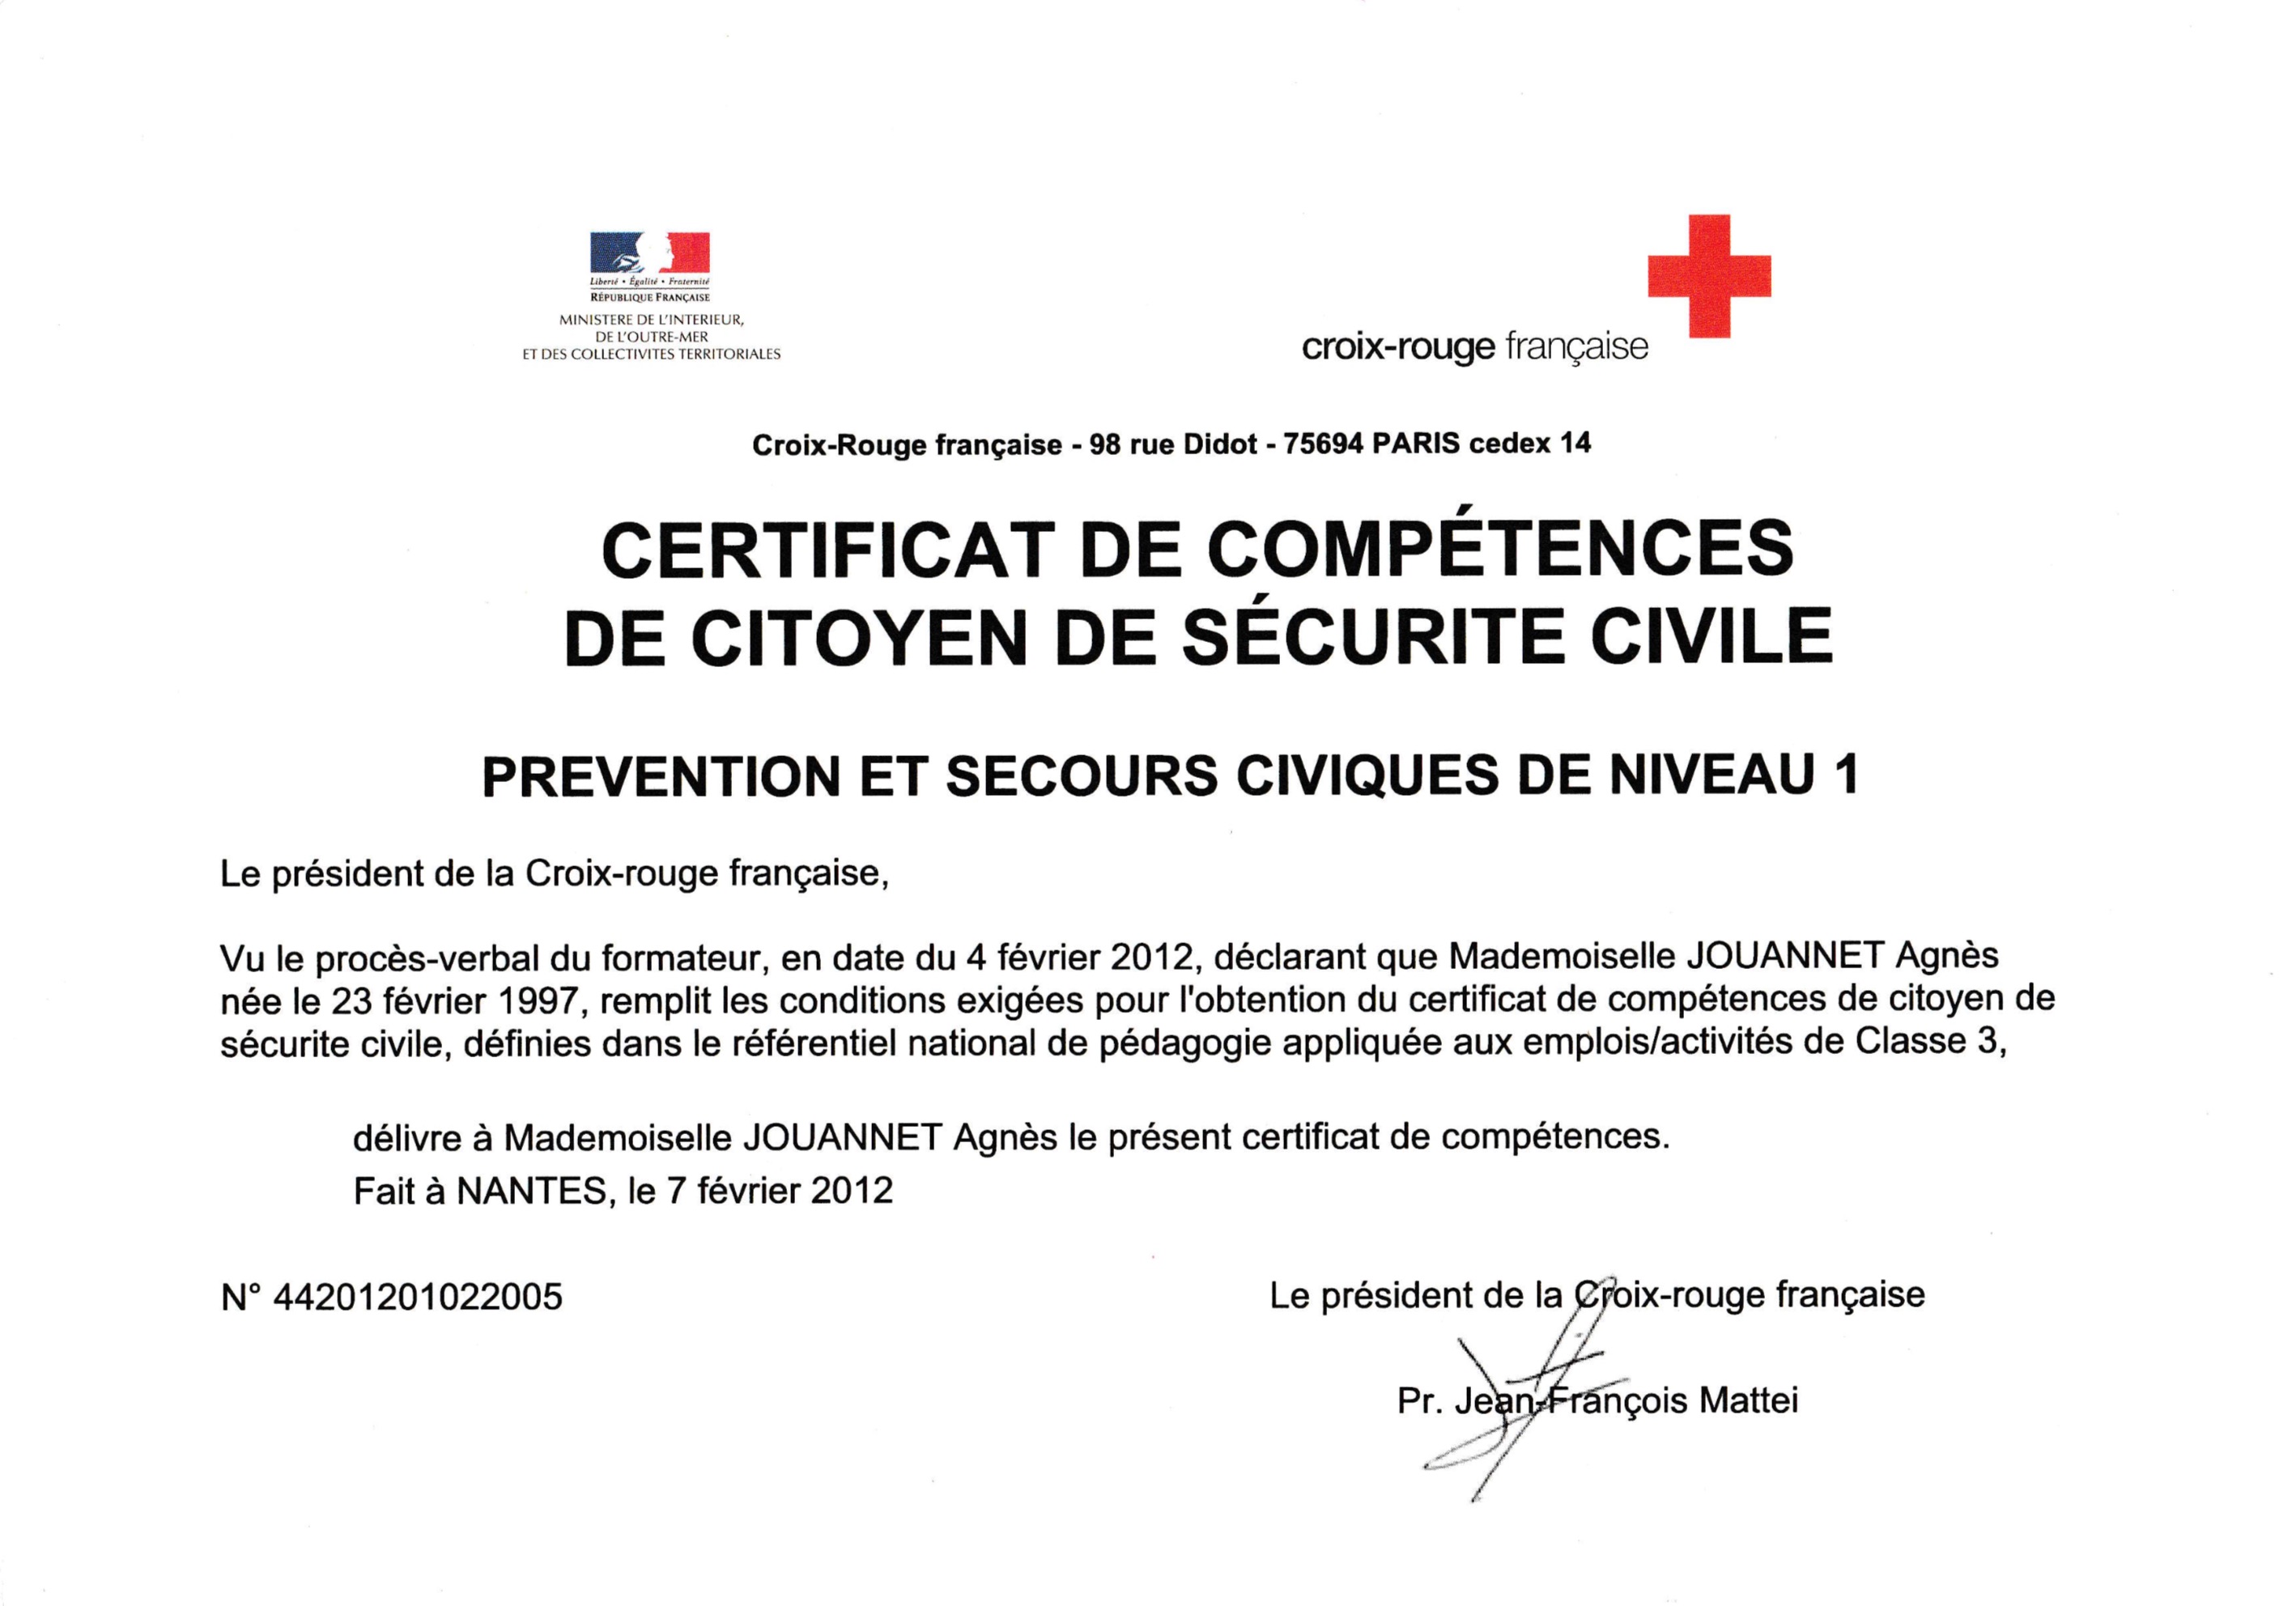 Liberté • Égalité • Fraternité
RÉPUBLIQUE FRANÇAISE
MINISTERE DE L'INTERIEUR,
DE L'OUTRE-MER
ET DES COLLECTIVITES TERRITORIALES
croix-rouge française
Croix-Rouge française - 98 rue Didot - 75694 PARIS cedex 14
CERTIFICAT DE COMPÉTENCES
DE CITOYEN DE SÉCURITE CIVILE
PREVENTION ET SECOURS CIVIQUES DE NIVEAU 1
Le président de la Croix-rouge française,
Vu le procès-verbal du formateur, en date du 4 février 2012, déclarant que Mademoiselle JOUANNET Agnès
née le 23 février 1997, remplit les conditions exigées pour l'obtention du certificat de compétences de citoyen de
sécurite civile, définies dans le référentiel national de pédagogie appliquée aux emplois/activités de Classe 3,
délivre à Mademoiselle JOUANNET Agnès le présent certificat de compétences.
Fait à NANTES, le 7 février 2012
N° 44201201022005
Le président de la Croix-rouge française
Pr. Jean-François Mattei